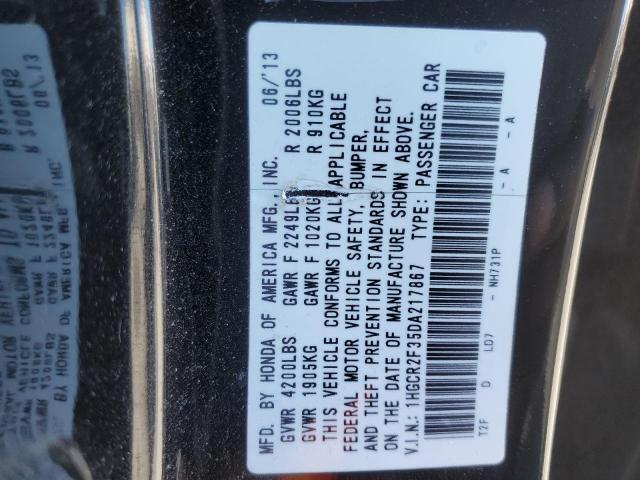 MFD. BY HONDA OF AMERICA MFG., INC. 06/'13
GVWR 4200LBS GAWR F 2249LBS R 2006LBS
GVWR 1905KG GAWR F 1020KG R 910KG
THIS VEHICLE CONFORMS TO ALL APPLICABLE
FEDERAL MOTOR VEHICLE SAFETY, BUMPER,
AND THEFT PREVENTION STANDARDS IN EFFECT
ON THE DATE OF MANUFACTURE SHOWN ABOVE.
V.I.N.: 1HGCR2F35DA217867 TYPE: PASSENGER CAR
T2F D LD7 - NH731P - A - A